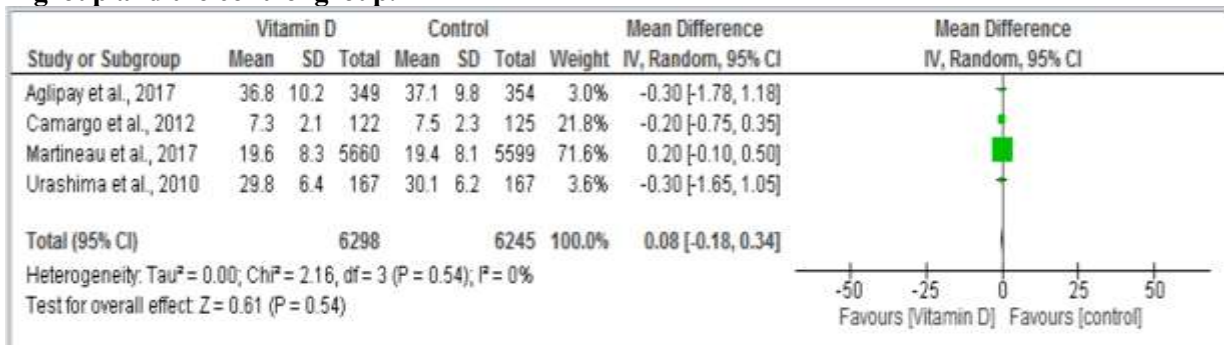 Vitamin D Control Mean Difference Mean Difference
Study or Subgroup Mean SD Total Mean SD Total Weight IV, Random, 95% CI IV, Random, 95% CI
Aglipay et al., 2017 36.8 10.2 349 37.1 9.8 354 3.0% -0.30 [-1.78, 1.18]
Camargo et al., 2012 7.3 2.1 122 7.5 2.3 125 21.8% -0.20 [-0.75, 0.35]
Martineau et al., 2017 19.6 8.3 5660 19.4 8.1 5599 71.6% 0.20 [-0.10, 0.50]
Urashima et al., 2010 29.8 6.4 167 30.1 6.2 167 3.6% -0.30 [-1.65, 1.05]
Total (95% CI) 6298 6245 100.0% 0.08 [-0.18, 0.34]
Heterogeneity: Tau² = 0.00; Chi² = 2.16, df = 3 (P = 0.54); I² = 0%
Test for overall effect: Z = 0.61 (P = 0.54)
-50 -25 0 25 50
Favours [Vitamin D] Favours [control]